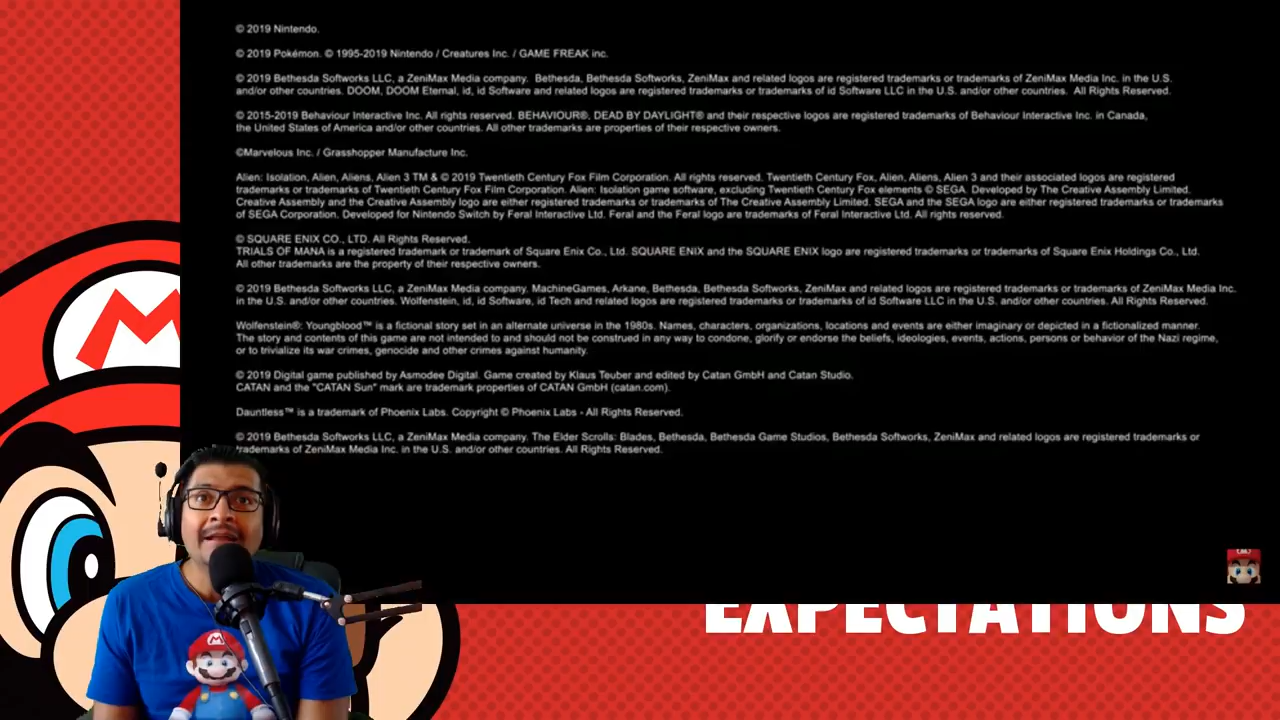 © 2019 Nintendo.
© 2019 Pokémon. © 1995-2019 Nintendo / Creatures Inc. / GAME FREAK inc.
© 2019 Bethesda Softworks LLC, a ZeniMax Media company. Bethesda, Bethesda Softworks, ZeniMax and related logos are registered trademarks or trademarks of ZeniMax Media Inc. in the U.S.
and/or other countries. DOOM, DOOM Eternal, id, id Software and related logos are registered trademarks or trademarks of id Software LLC in the U.S. and/or other countries. All Rights Reserved.
© 2015-2019 Behaviour Interactive Inc. All rights reserved. BEHAVIOUR®, DEAD BY DAYLIGHT® and their respective logos are registered trademarks of Behaviour Interactive Inc. in Canada,
the United States of America and/or other countries. All other trademarks are properties of their respective owners.
©Marvelous Inc. / Grasshopper Manufacture Inc.
Alien: Isolation, Alien, Aliens, Alien 3 TM & © 2019 Twentieth Century Fox Film Corporation. All rights reserved. Twentieth Century Fox, Alien, Aliens, Alien 3 and their associated logos are registered
trademarks or trademarks of Twentieth Century Fox Film Corporation. Alien: Isolation game software, excluding Twentieth Century Fox elements © SEGA. Developed by The Creative Assembly Limited.
Creative Assembly and the Creative Assembly logo are either registered trademarks or trademarks of The Creative Assembly Limited. SEGA and the SEGA logo are either registered trademarks or trademarks
of SEGA Corporation. Developed for Nintendo Switch by Feral Interactive Ltd. Feral and the Feral logo are trademarks of Feral Interactive Ltd. All rights reserved.
© SQUARE ENIX CO., LTD. All Rights Reserved.
TRIALS OF MANA is a registered trademark or trademark of Square Enix Co., Ltd. SQUARE ENIX and the SQUARE ENIX logo are registered trademarks or trademarks of Square Enix Holdings Co., Ltd.
All other trademarks are the property of their respective owners.
© 2019 Bethesda Softworks LLC, a ZeniMax Media company. MachineGames, Arkane, Bethesda, Bethesda Softworks, ZeniMax and related logos are registered trademarks or trademarks of ZeniMax Media Inc.
in the U.S. and/or other countries. Wolfenstein, id, id Software, id Tech and related logos are registered trademarks or trademarks of id Software LLC in the U.S. and/or other countries. All Rights Reserved.
Wolfenstein®: Youngblood™ is a fictional story set in an alternate universe in the 1980s. Names, characters, organizations, locations and events are either imaginary or depicted in a fictionalized manner.
The story and contents of this game are not intended to and should not be construed in any way to condone, glorify or endorse the beliefs, ideologies, events, actions, persons or behavior of the Nazi regime,
or to trivialize its war crimes, genocide and other crimes against humanity.
© 2019 Digital game published by Asmodee Digital. Game created by Klaus Teuber and edited by Catan GmbH and Catan Studio.
CATAN and the "CATAN Sun" mark are trademark properties of CATAN GmbH (catan.com).
Dauntless™ is a trademark of Phoenix Labs. Copyright © Phoenix Labs - All Rights Reserved.
© 2019 Bethesda Softworks LLC, a ZeniMax Media company. The Elder Scrolls: Blades, Bethesda, Bethesda Game Studios, Bethesda Softworks, ZeniMax and related logos are registered trademarks or
trademarks of ZeniMax Media Inc. in the U.S. and/or other countries. All Rights Reserved.
EXPECTATIONS